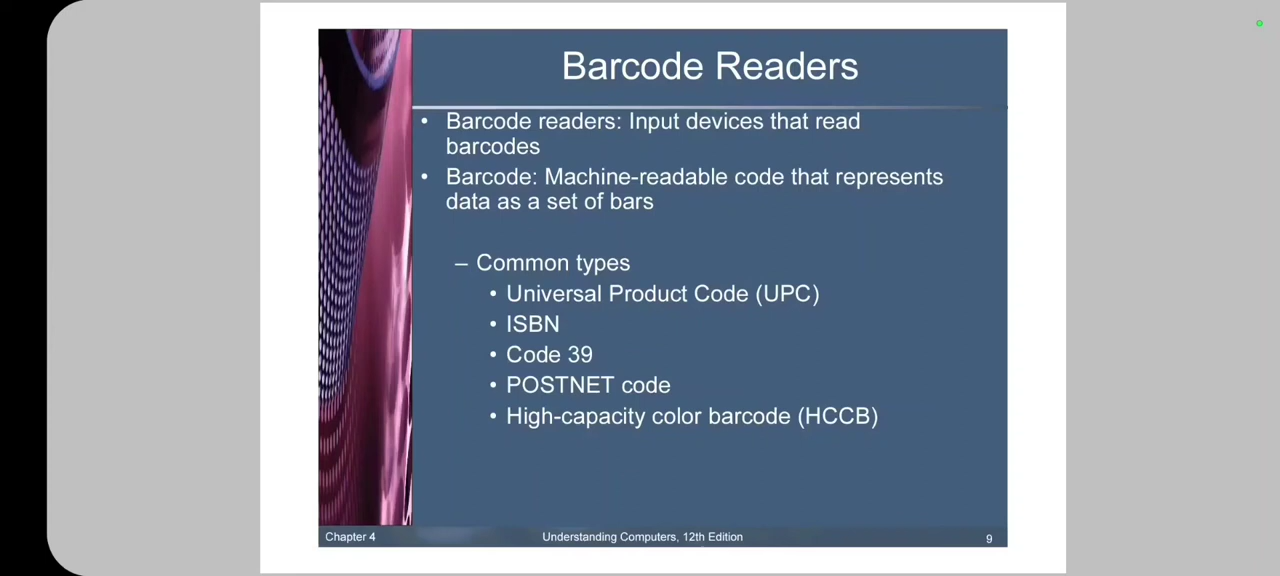 Barcode Readers
• Barcode readers: Input devices that read
barcodes
• Barcode: Machine-readable code that represents
data as a set of bars
– Common types
• Universal Product Code (UPC)
• ISBN
• Code 39
• POSTNET code
• High-capacity color barcode (HCCB)
Chapter 4 Understanding Computers, 12th Edition 9